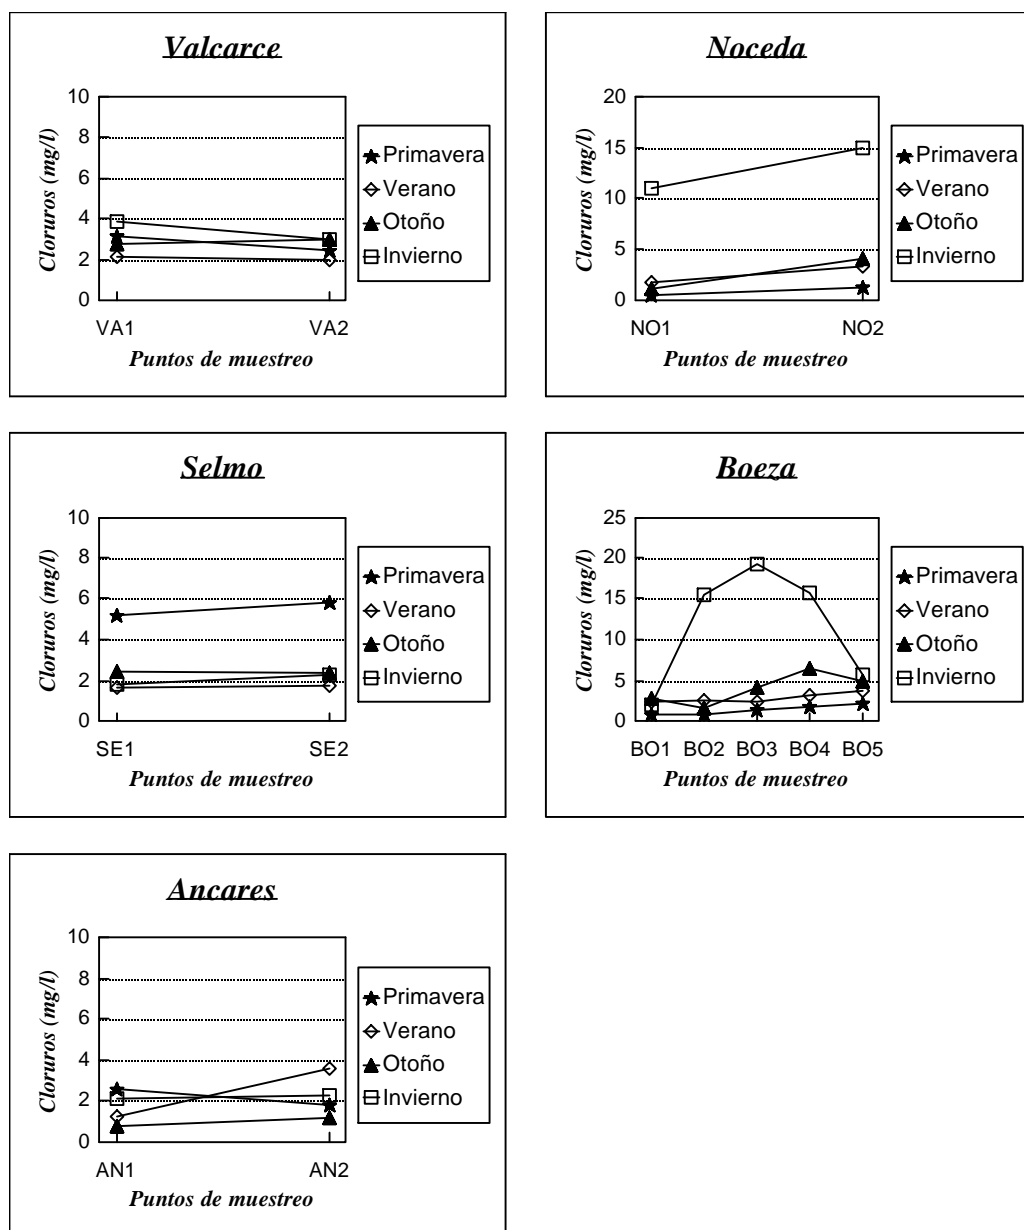 Valcarce
Cloruros (mg/l)
10
8
6
4
2
0
VA1 VA2
Puntos de muestreo
Primavera
Verano
Otoño
Invierno
Noceda
Cloruros (mg/l)
20
15
10
5
0
NO1 NO2
Puntos de muestreo
Primavera
Verano
Otoño
Invierno
Selmo
Cloruros (mg/l)
10
8
6
4
2
0
SE1 SE2
Puntos de muestreo
Primavera
Verano
Otoño
Invierno
Boeza
Cloruros (mg/l)
25
20
15
10
5
0
BO1 BO2 BO3 BO4 BO5
Puntos de muestreo
Primavera
Verano
Otoño
Invierno
Ancares
Cloruros (mg/l)
10
8
6
4
2
0
AN1 AN2
Puntos de muestreo
Primavera
Verano
Otoño
Invierno